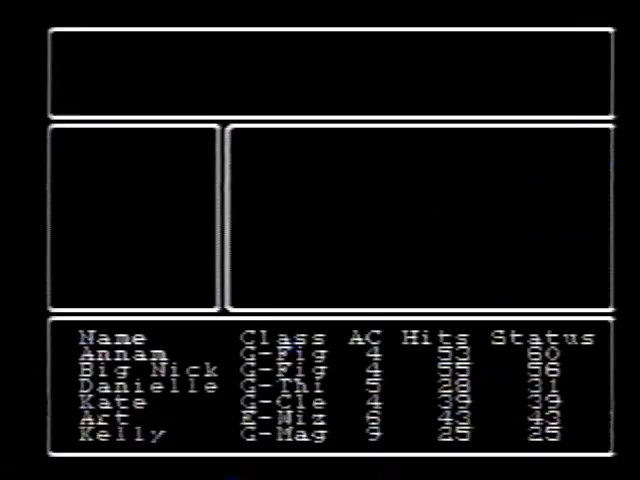 Name Class AC Hits Status
Annam G-Fig 4 53 60
Big Nick G-Fig 4 55 56
Danielle G-Thi 5 28 31
Kate G-Cle 4 39 39
Art E-Wiz 6 43 43
Kelly G-Mag 9 25 25